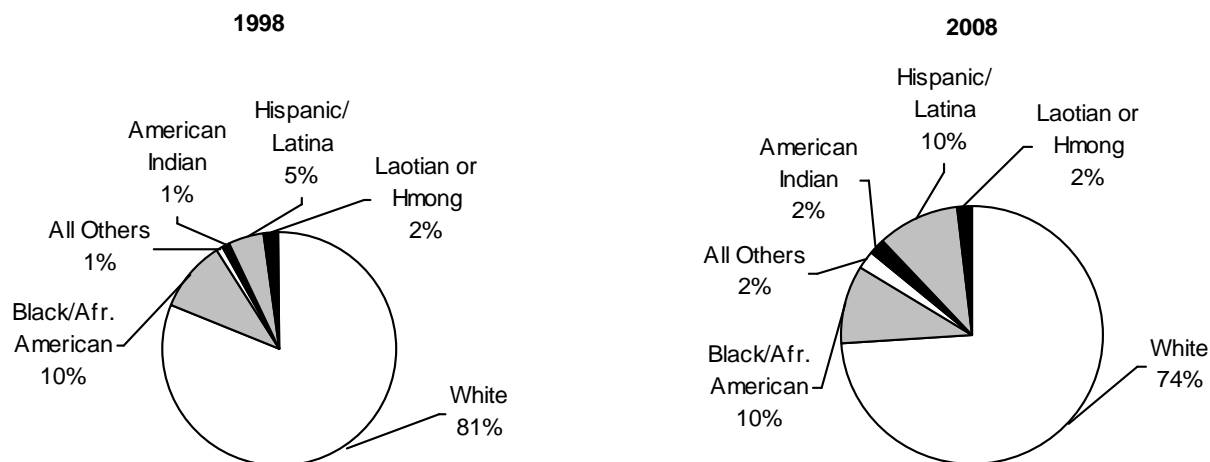 1998
American
Indian
1%
Hispanic/
Latina
5%
Laotian or
Hmong
2%
All Others
1%
Black/Afr.
American
10%
White
81%
2008
Hispanic/
Latina
10%
Laotian or
Hmong
2%
American
Indian
2%
All Others
2%
Black/Afr.
American
10%
White
74%